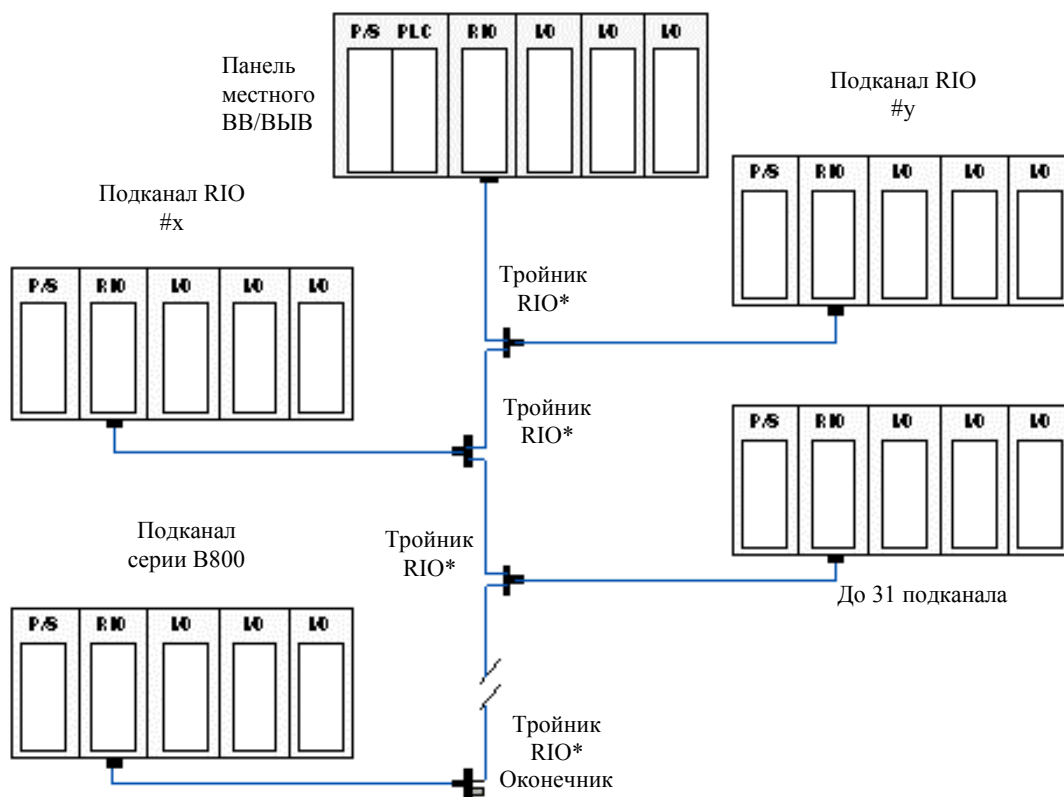 P/S PLC RIO I/O I/O I/O
Панель
местного
ВВ/ВЫВ
Подканал RIO
#y
P/S RIO I/O I/O I/O
Подканал RIO
#x
P/S RIO I/O I/O I/O
Тройник
RIO*
Тройник
RIO*
P/S RIO I/O I/O I/O
Подканал
серии B800
Тройник
RIO*
До 31 подканала
P/S RIO I/O I/O I/O
Тройник
RIO*
Оконечник